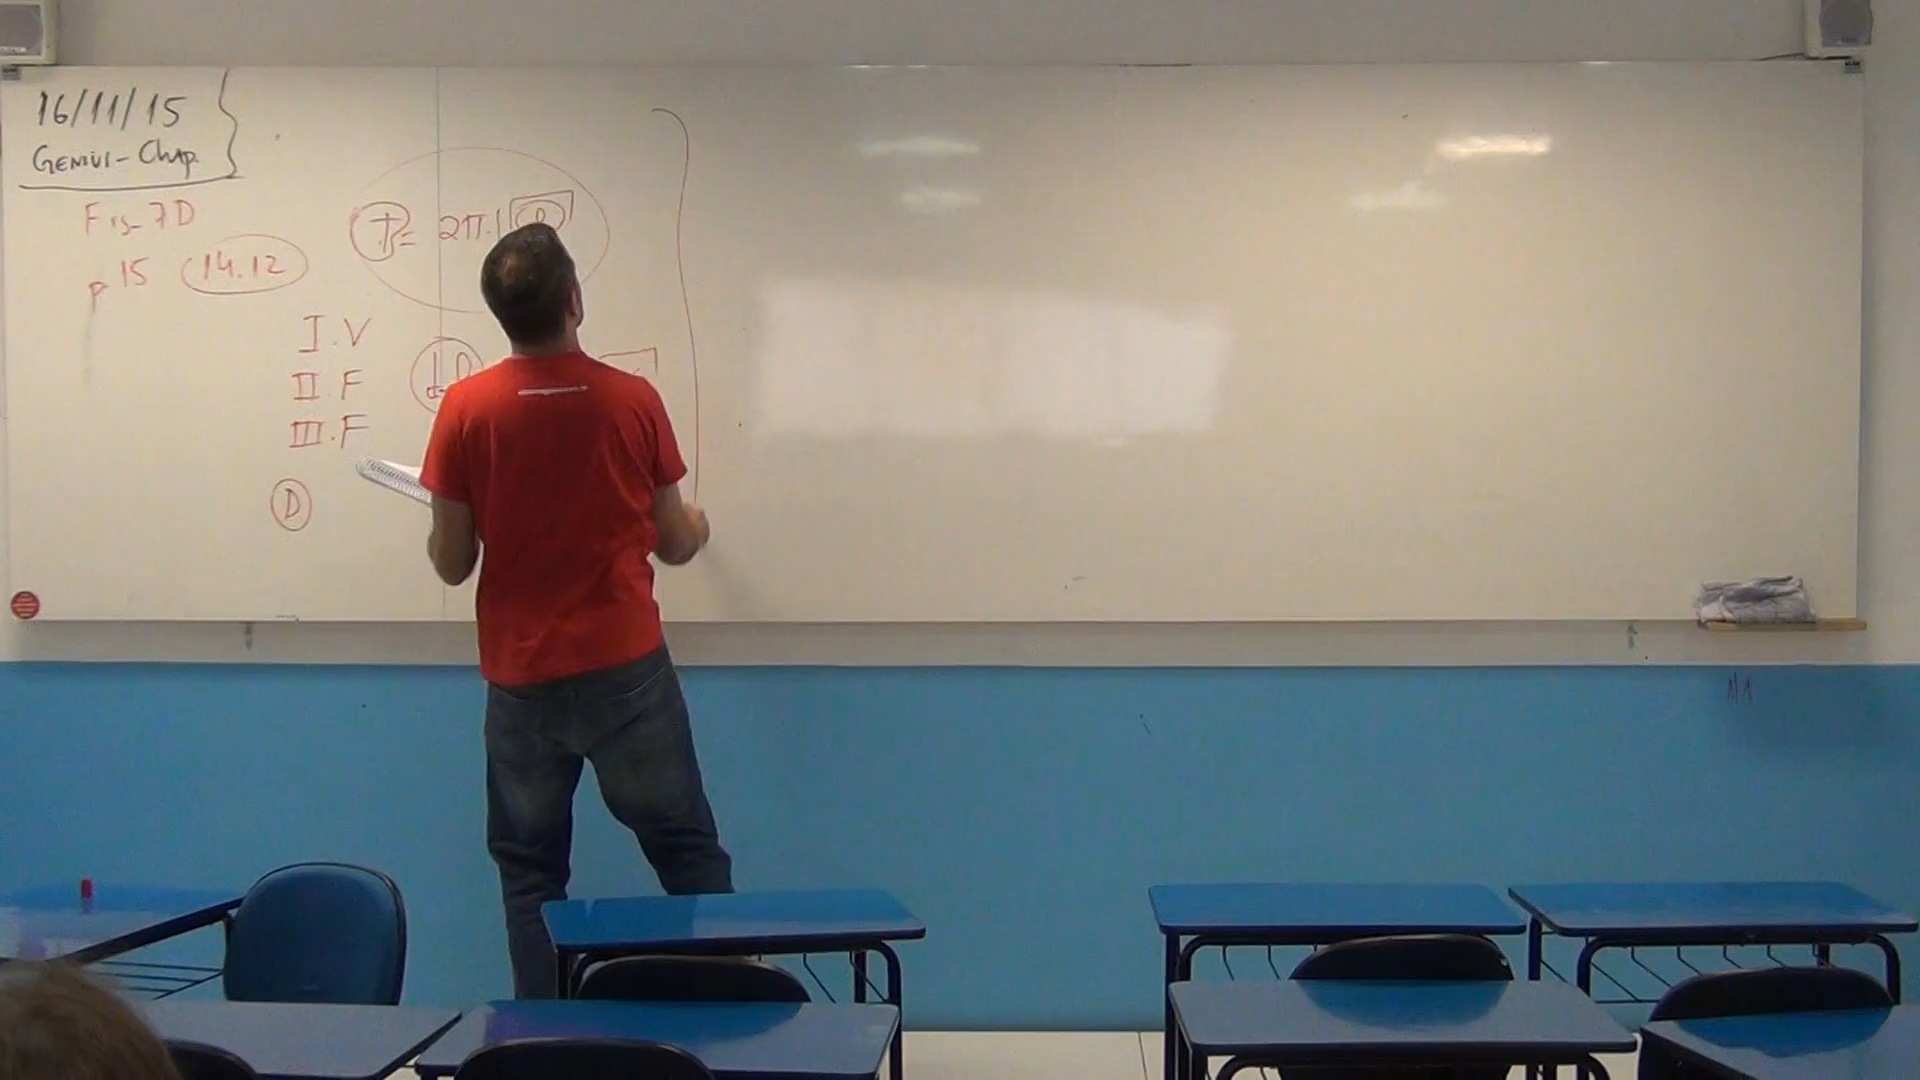 16/11/15
GENIUS - CHAP.
FIS - 7D
p 15 14.12
P = 2π.
I. V
II. F
III. F
D